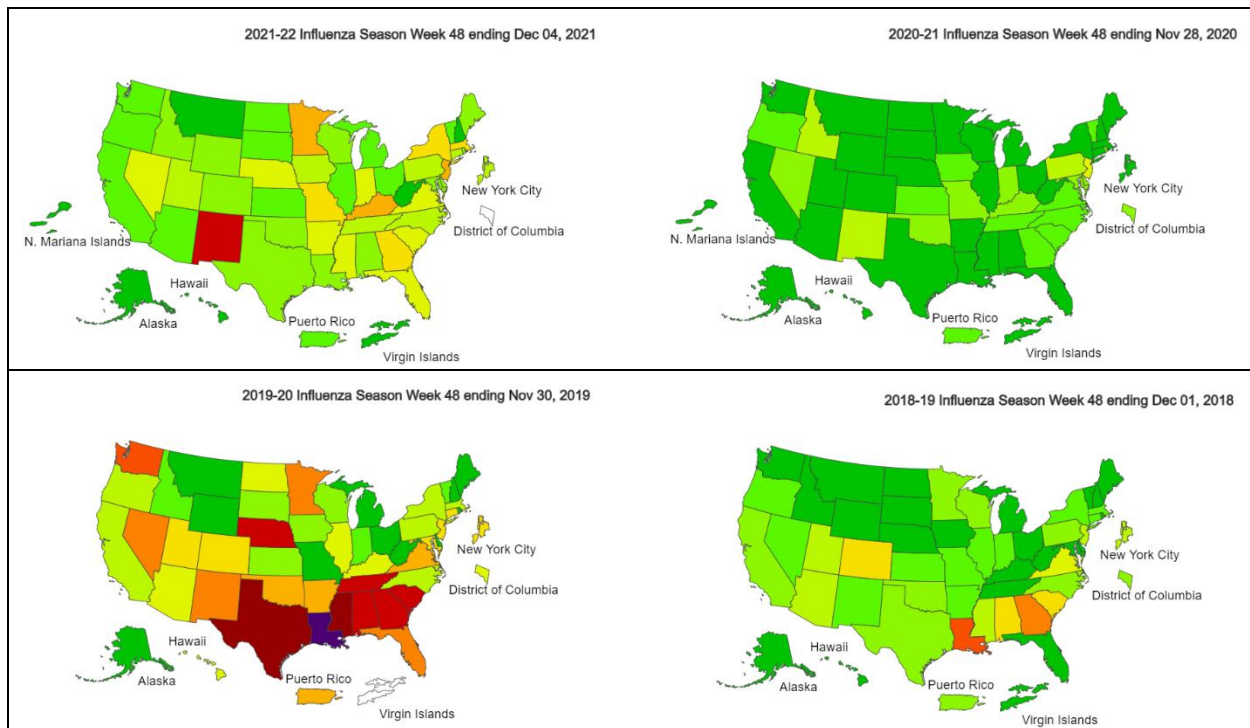 2021-22 Influenza Season Week 48 ending Dec 04, 2021
New York City
District of Columbia
N. Mariana Islands
Hawaii
Alaska
Puerto Rico
Virgin Islands
2020-21 Influenza Season Week 48 ending Nov 28, 2020
New York City
District of Columbia
N. Mariana Islands
Hawaii
Alaska
Puerto Rico
Virgin Islands
2019-20 Influenza Season Week 48 ending Nov 30, 2019
New York City
District of Columbia
Hawaii
Alaska
Puerto Rico
Virgin Islands
2018-19 Influenza Season Week 48 ending Dec 01, 2018
New York City
District of Columbia
Hawaii
Alaska
Puerto Rico
Virgin Islands